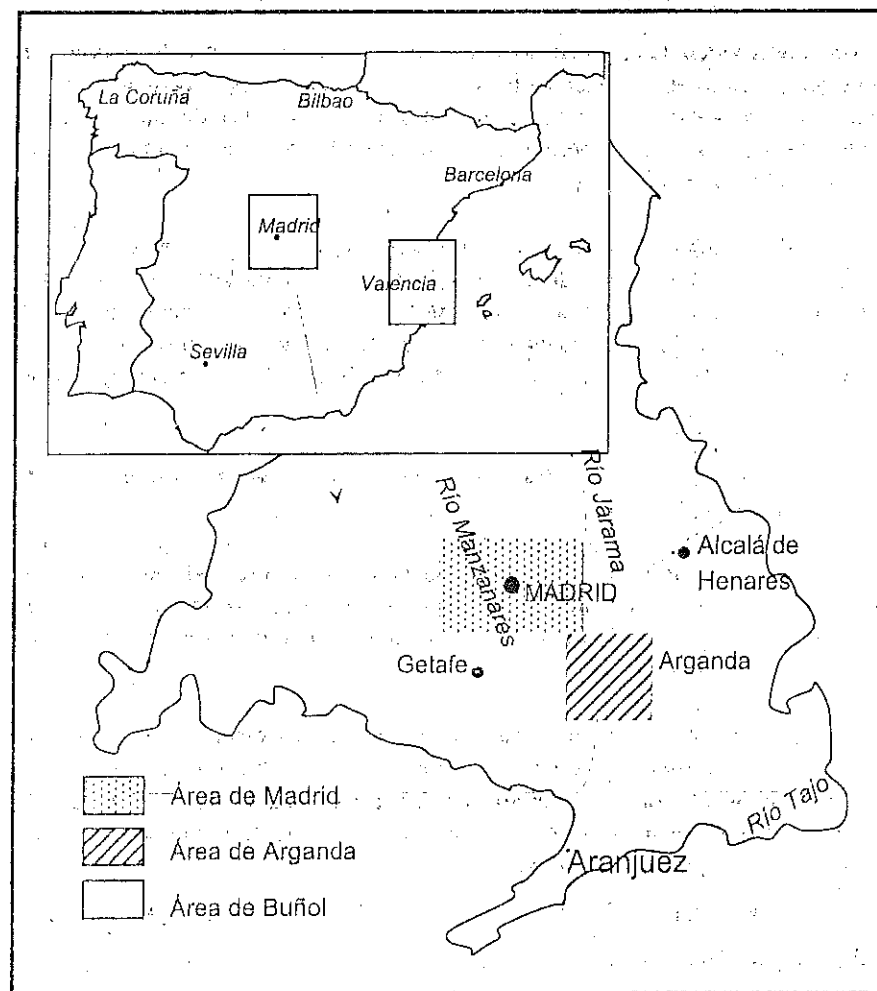 La Coruña
Bilbao
Barcelona
Madrid
Valencia
Sevilla
Río Manzanares
Río Jarama
Alcalá de
Henares
MADRID
Getafe
Arganda
Río Tajo
Aranjuez
Área de Madrid
Área de Arganda
Área de Buñol